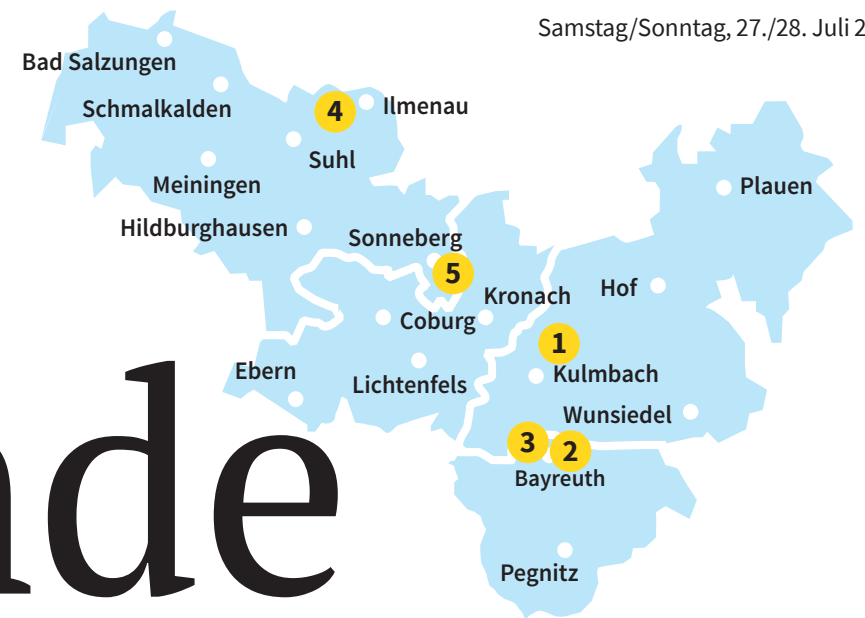 Samstag/Sonntag, 27./28. Juli 2
Bad Salzungen
Schmalkalden
4
Ilmenau
Suhl
Meiningen
Plauen
Hildburghausen
Sonneberg
5
Kronach
Hof
Coburg
1
Ebern
Lichtenfels
Kulmbach
Wunsiedel
3
2
Bayreuth
Pegnitz
nde